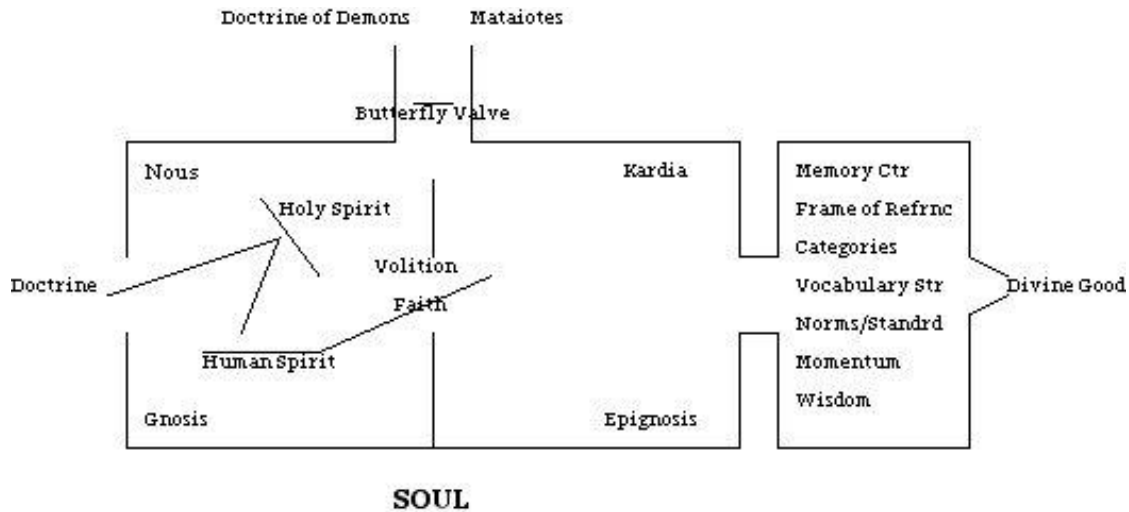 Doctrine of Demons
Mataiotes
Butterfly Valve
Nous
Kardia
Memory Ctr
Holy Spirit
Frame of Refrnc
Categories
Volition
Doctrine
Vocabulary Str
Divine Good
Faith
Norms/Standrd
Human Spirit
Momentum
Wisdom
Gnosis
Epignosis
SOUL